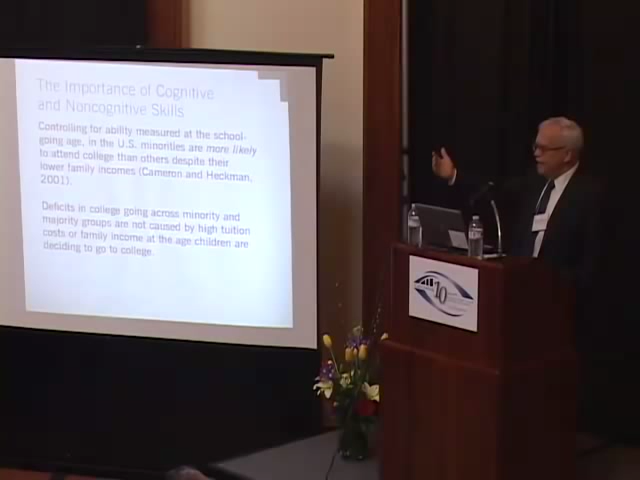 The Importance of Cognitive
and Noncognitive Skills
Controlling for ability measured at the school-
going age, in the U.S. minorities are more likely
to attend college than others despite their
lower family incomes (Cameron and Heckman,
2001).
Deficits in college going across minority and
majority groups are not caused by high tuition
costs or family income at the age children are
deciding to go to college.
10